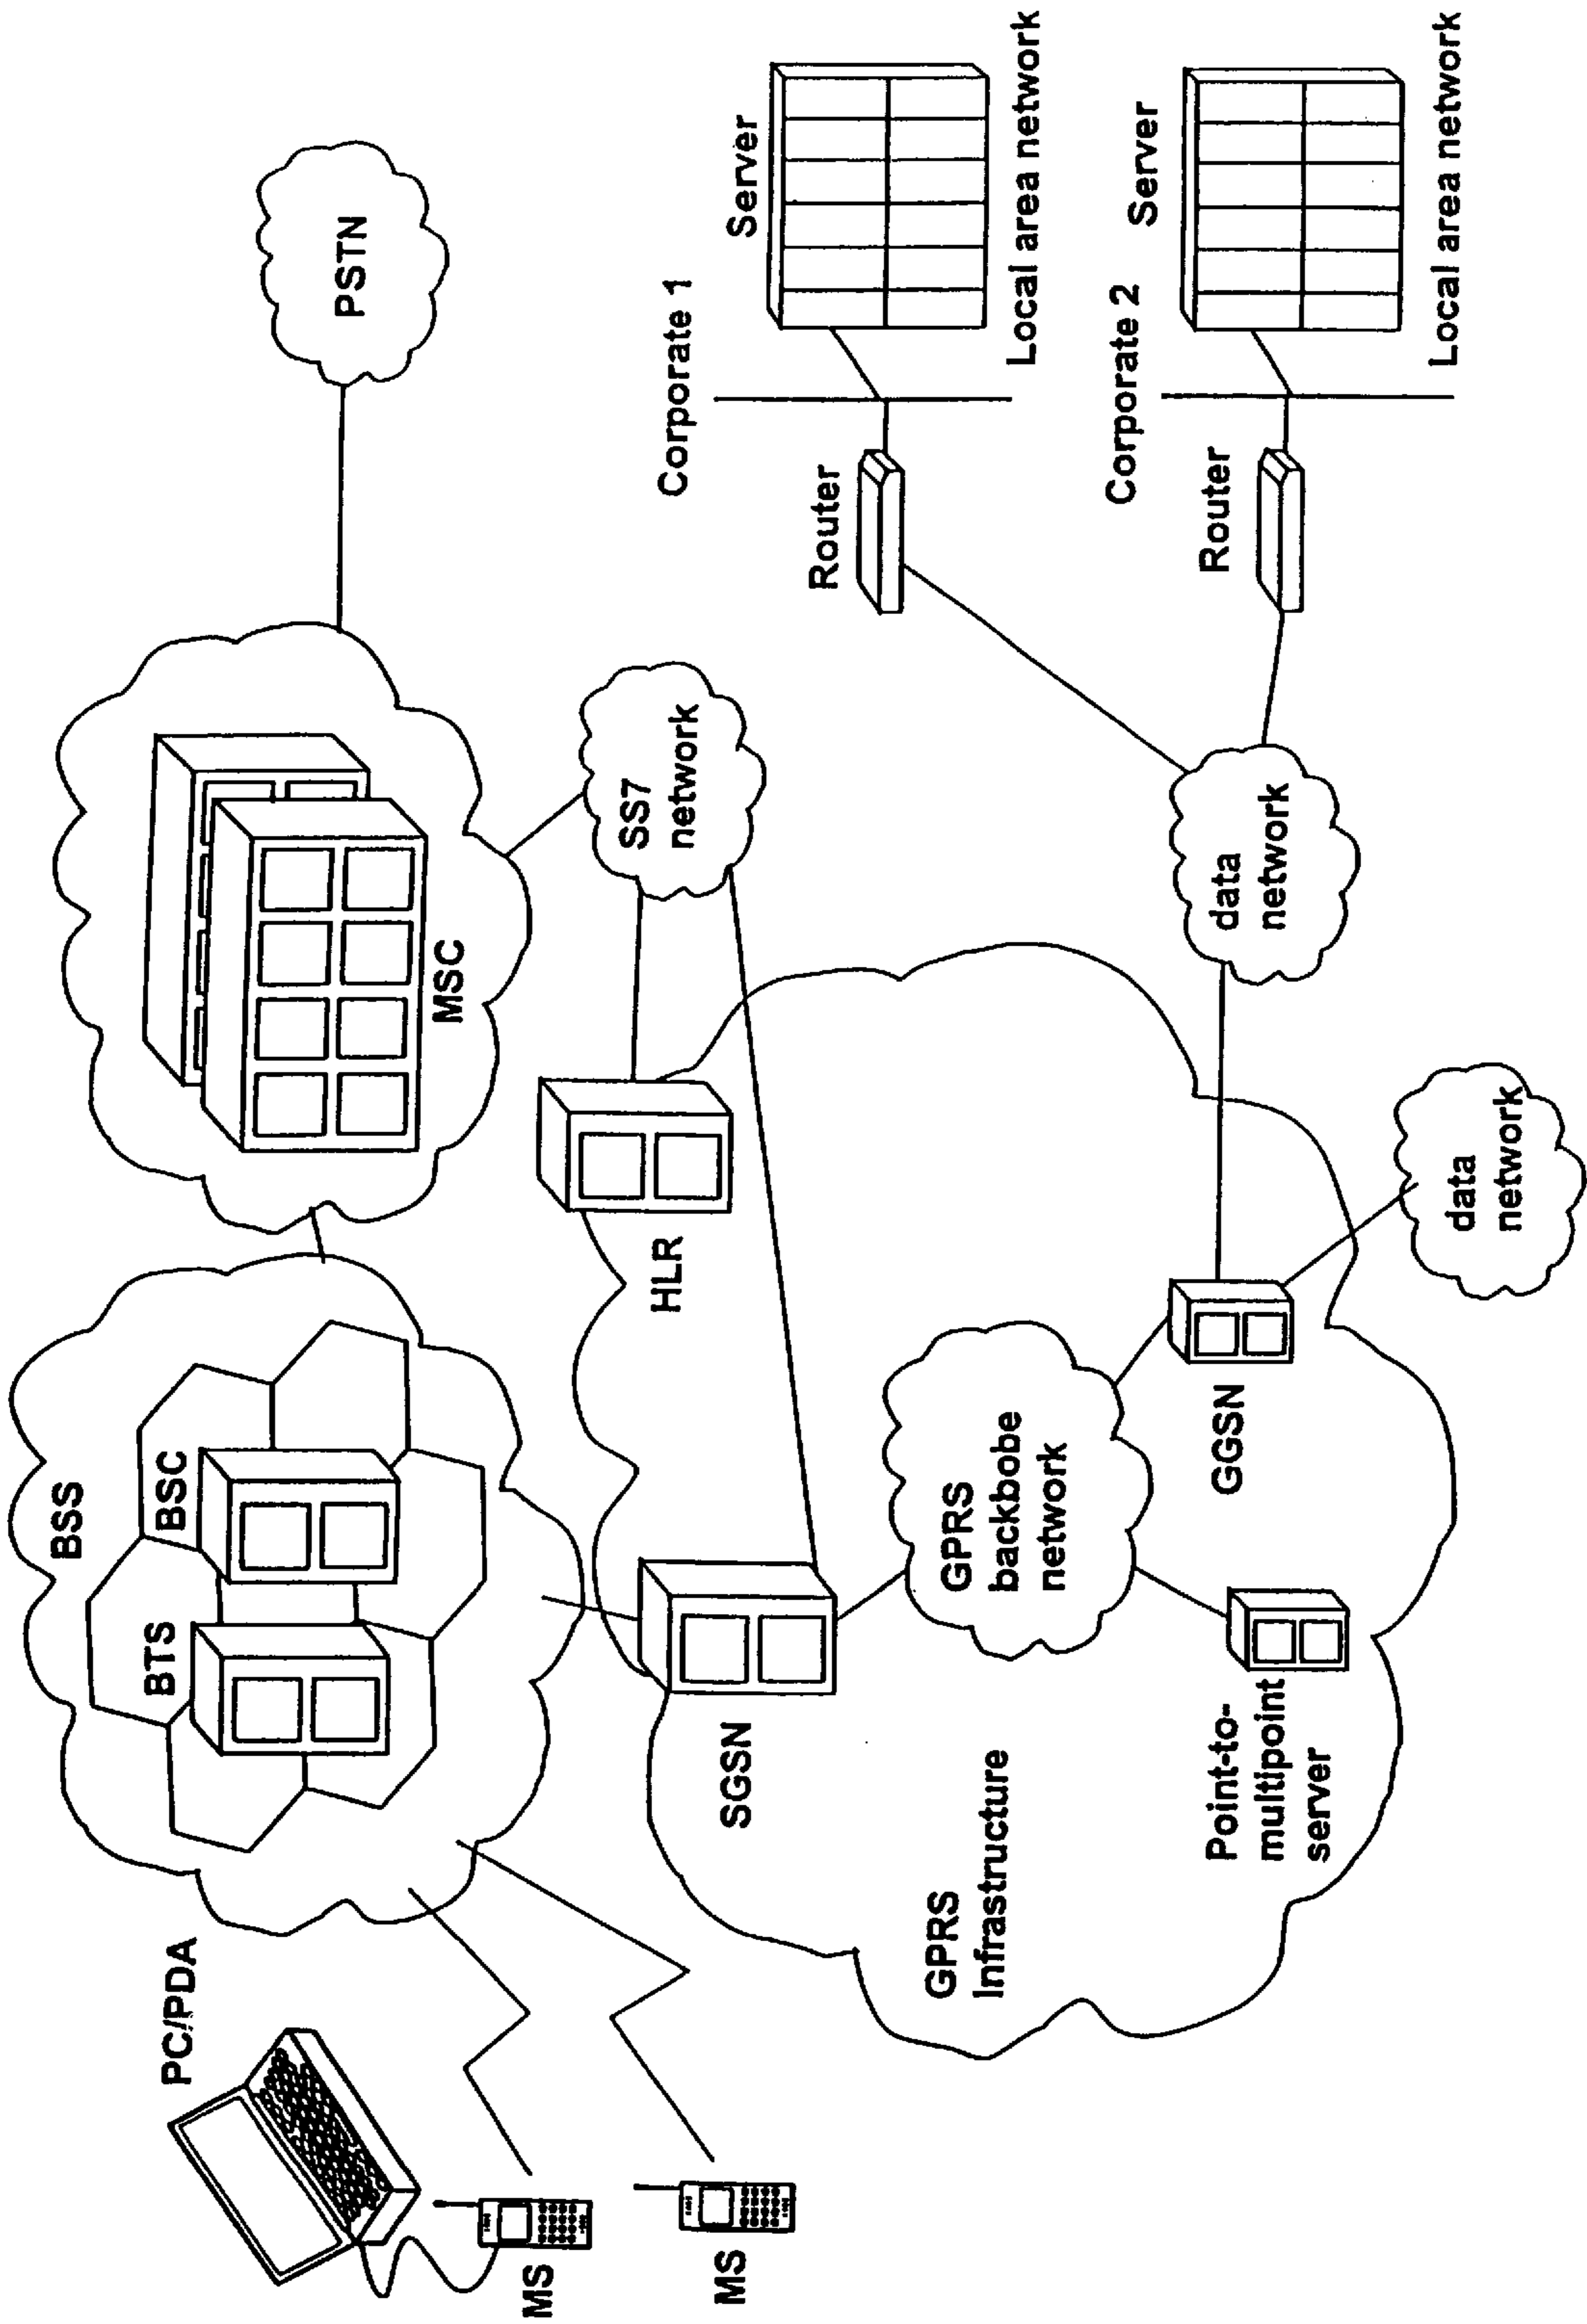 PC/PDA
MS
MS
BSS
BTS
BSC
MSC
PSTN
SS7
network
HLR
SGSN
GPRS
backbobe
network
GPRS
Infrastructure
Point-to-
multipoint
server
GGSN
data
network
data
network
Corporate 1
Router
Server
Local area network
Corporate 2
Router
Server
Local area network